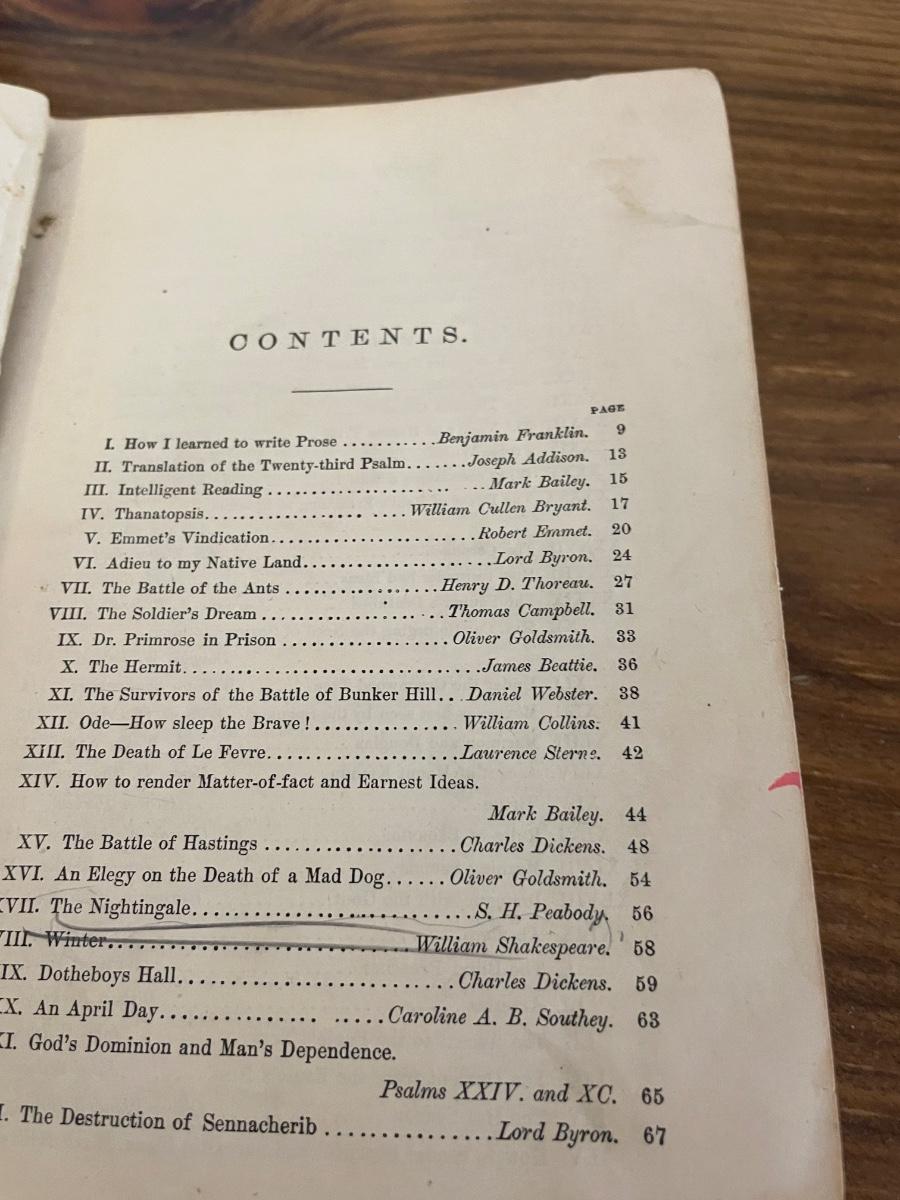 CONTENTS.
PAGE
I. How I learned to write Prose ........... Benjamin Franklin. 9
II. Translation of the Twenty-third Psalm....... Joseph Addison. 13
III. Intelligent Reading ........................ Mark Bailey. 15
IV. Thanatopsis..................... William Cullen Bryant. 17
V. Emmet's Vindication........................ Robert Emmet. 20
VI. Adieu to my Native Land...................... Lord Byron. 24
VII. The Battle of the Ants ................. Henry D. Thoreau. 27
VIII. The Soldier's Dream .................... Thomas Campbell. 31
IX. Dr. Primrose in Prison .................. Oliver Goldsmith. 33
X. The Hermit................................. James Beattie. 36
XI. The Survivors of the Battle of Bunker Hill... Daniel Webster. 38
XII. Ode—How sleep the Brave!............... William Collins. 41
XIII. The Death of Le Fevre.................... Laurence Sterne. 42
XIV. How to render Matter-of-fact and Earnest Ideas.
Mark Bailey. 44
XV. The Battle of Hastings .................... Charles Dickens. 48
XVI. An Elegy on the Death of a Mad Dog...... Oliver Goldsmith. 54
XVII. The Nightingale............................. S. H. Peabody. 56
VIII. Winter............................... William Shakespeare. 58
IX. Dotheboys Hall............................ Charles Dickens. 59
XX. An April Day.................... Caroline A. B. Southey. 63
XI. God's Dominion and Man's Dependence.
Psalms XXIV. and XC. 65
I. The Destruction of Sennacherib ................ Lord Byron. 67